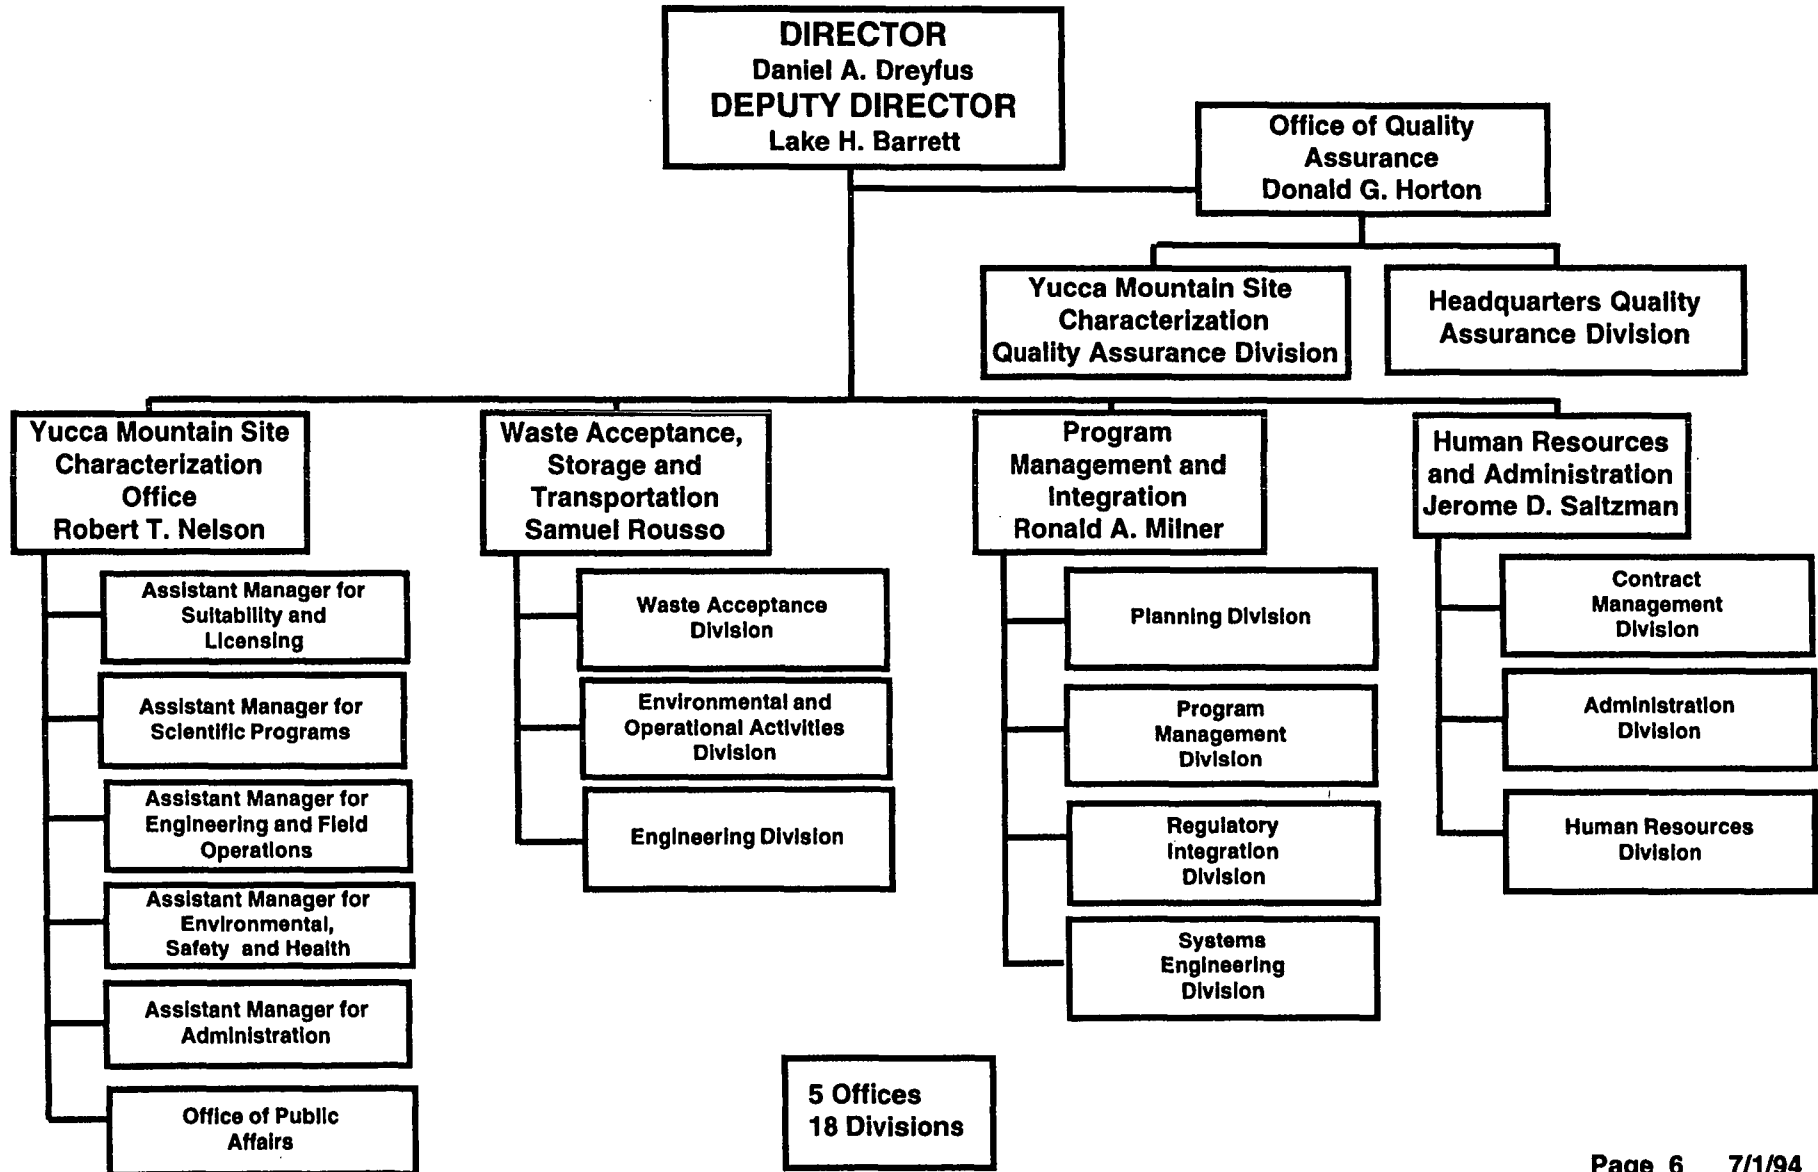 DIRECTOR
Daniel A. Dreyfus
DEPUTY DIRECTOR
Lake H. Barrett
Office of Quality
Assurance
Donald G. Horton
Yucca Mountain Site
Characterization
Quality Assurance Division
Headquarters Quality
Assurance Division
Yucca Mountain Site
Characterization
Office
Robert T. Nelson
Waste Acceptance,
Storage and
Transportation
Samuel Rousso
Program
Management and
Integration
Ronald A. Milner
Human Resources
and Administration
Jerome D. Saltzman
Assistant Manager for
Suitability and
Licensing
Assistant Manager for
Scientific Programs
Assistant Manager for
Engineering and Field
Operations
Assistant Manager for
Environmental,
Safety and Health
Assistant Manager for
Administration
Office of Public
Affairs
Waste Acceptance
Division
Environmental and
Operational Activities
Division
Engineering Division
Planning Division
Program
Management
Division
Regulatory
Integration
Division
Systems
Engineering
Division
Contract
Management
Division
Administration
Division
Human Resources
Division
5 Offices
18 Divisions
Page 6 7/1/94